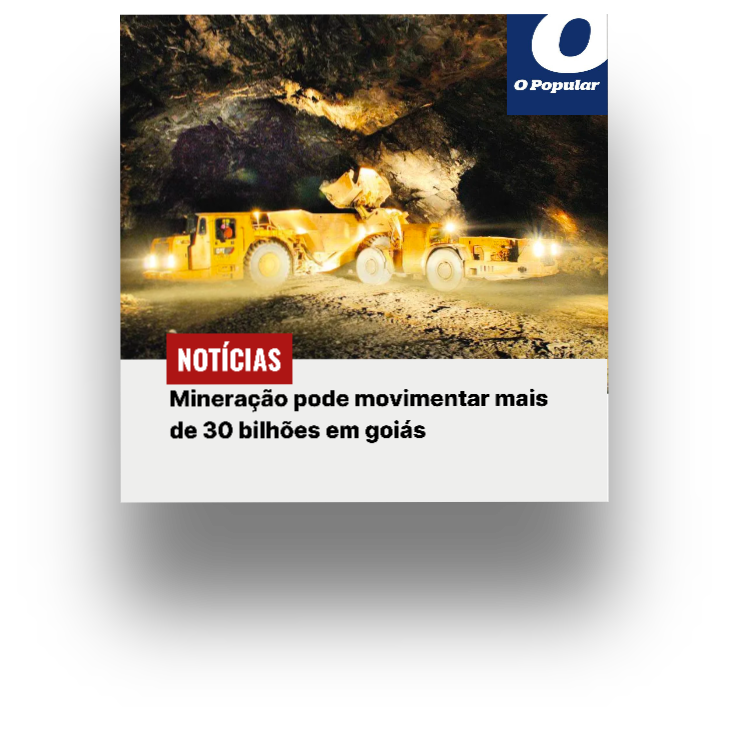 O Popular
NOTÍCIAS
Mineração pode movimentar mais
de 30 bilhões em goiás